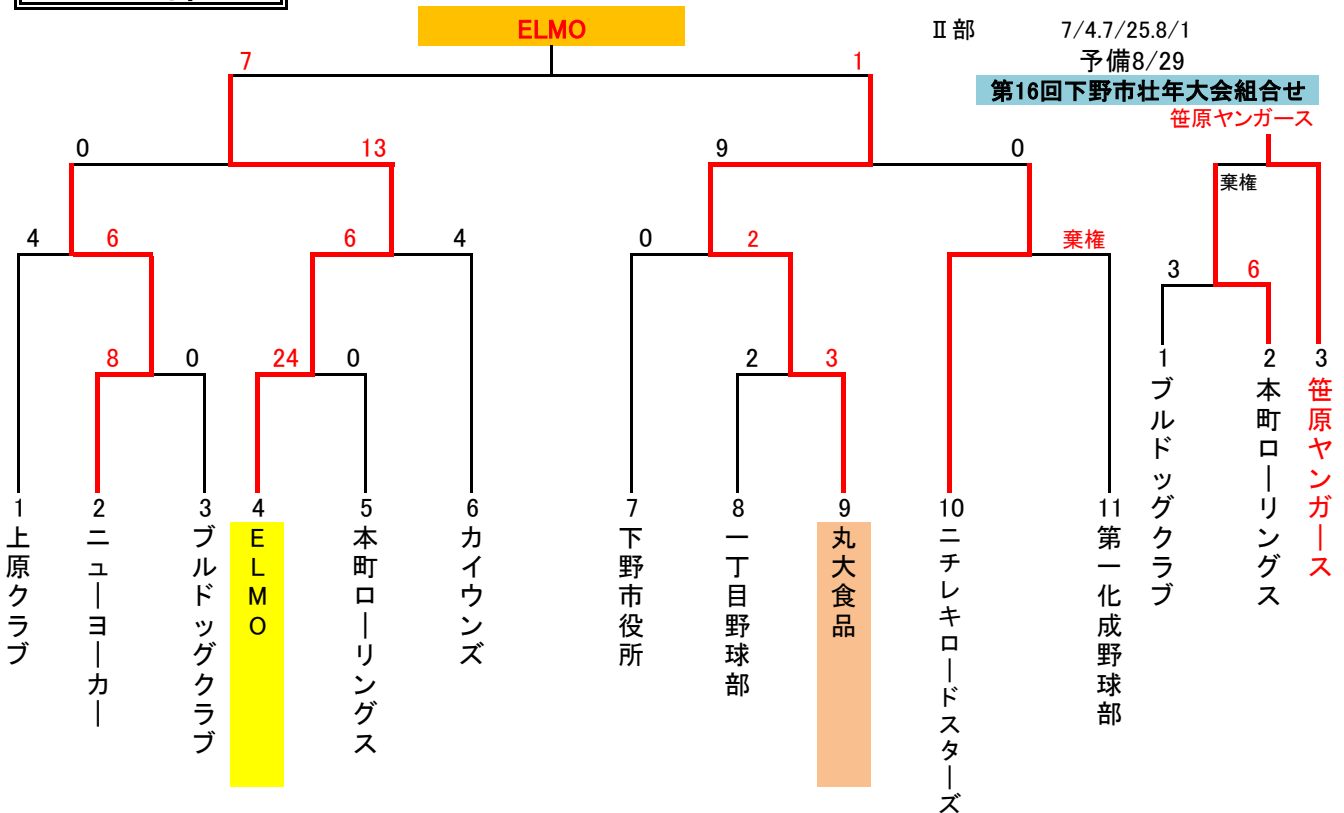 ELMO
Ⅱ部 7/4.7/25.8/1
予備8/29
第16回下野市壮年大会組合せ
笹原ヤンガース
7 1
0 13 9 0
棄権
4 6 6 4 0 2 棄権
3 6
8 0 24 0 2 3
1 2 3
ブルドッグクラブ
本町ローリングス
笹原ヤンガース
1 2 3 4 5 6 7 8 9 10 11
上原クラブ
ニューヨーカー
ブルドッグクラブ
ELMO
本町ローリングス
カイウンズ
下野市役所
一丁目野球部
丸大食品
ニチレキロードスターズ
第一化成野球部